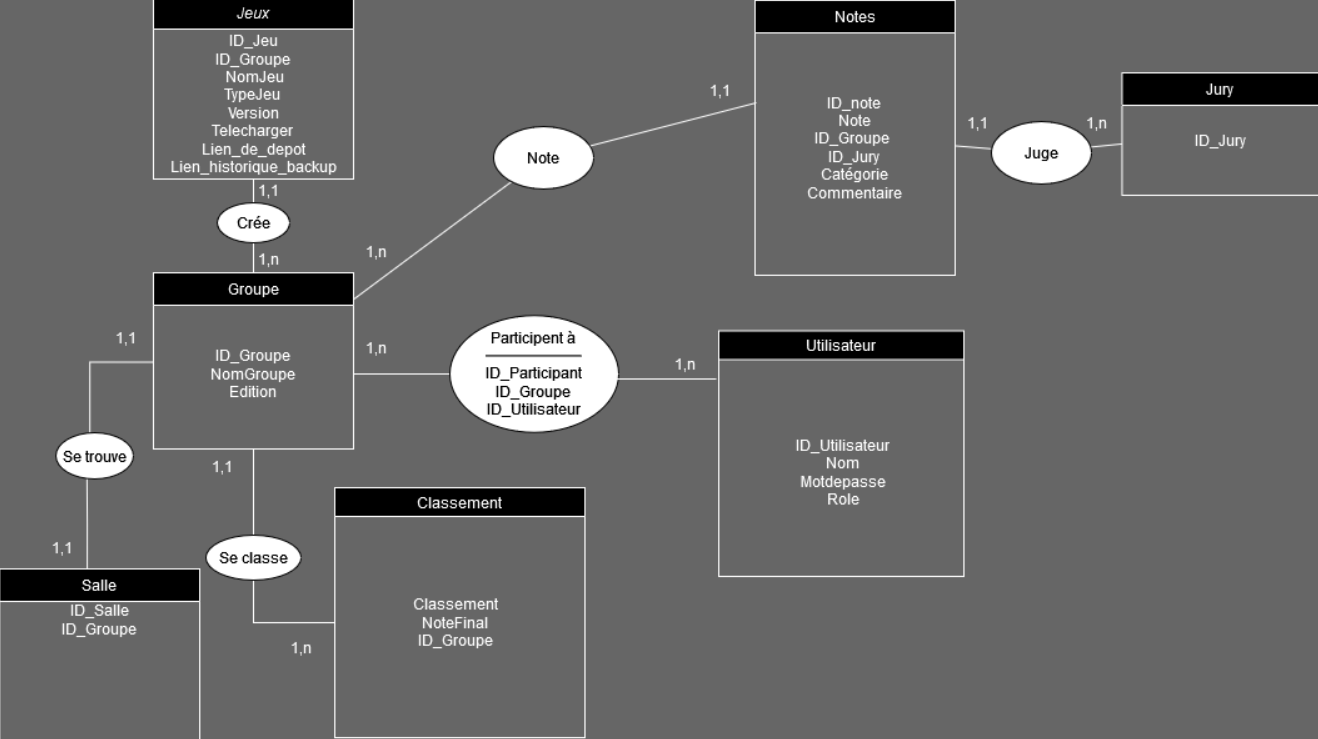 Jeux
ID_Jeu
ID_Groupe
NomJeu
TypeJeu
Version
Telecharger
Lien_de_depot
Lien_historique_backup
1,1
Crée
1,n
Groupe
ID_Groupe
NomGroupe
Edition
1,n
Note
1,1
Notes
ID_note
Note
ID_Groupe
ID_Jury
Catégorie
Commentaire
1,1
Juge
1,n
Jury
ID_Jury
1,n
Participent à
ID_Participant
ID_Groupe
ID_Utilisateur
1,n
Utilisateur
ID_Utilisateur
Nom
Motdepasse
Role
1,1
Se trouve
1,1
Salle
ID_Salle
ID_Groupe
1,1
Se classe
1,n
Classement
Classement
NoteFinal
ID_Groupe